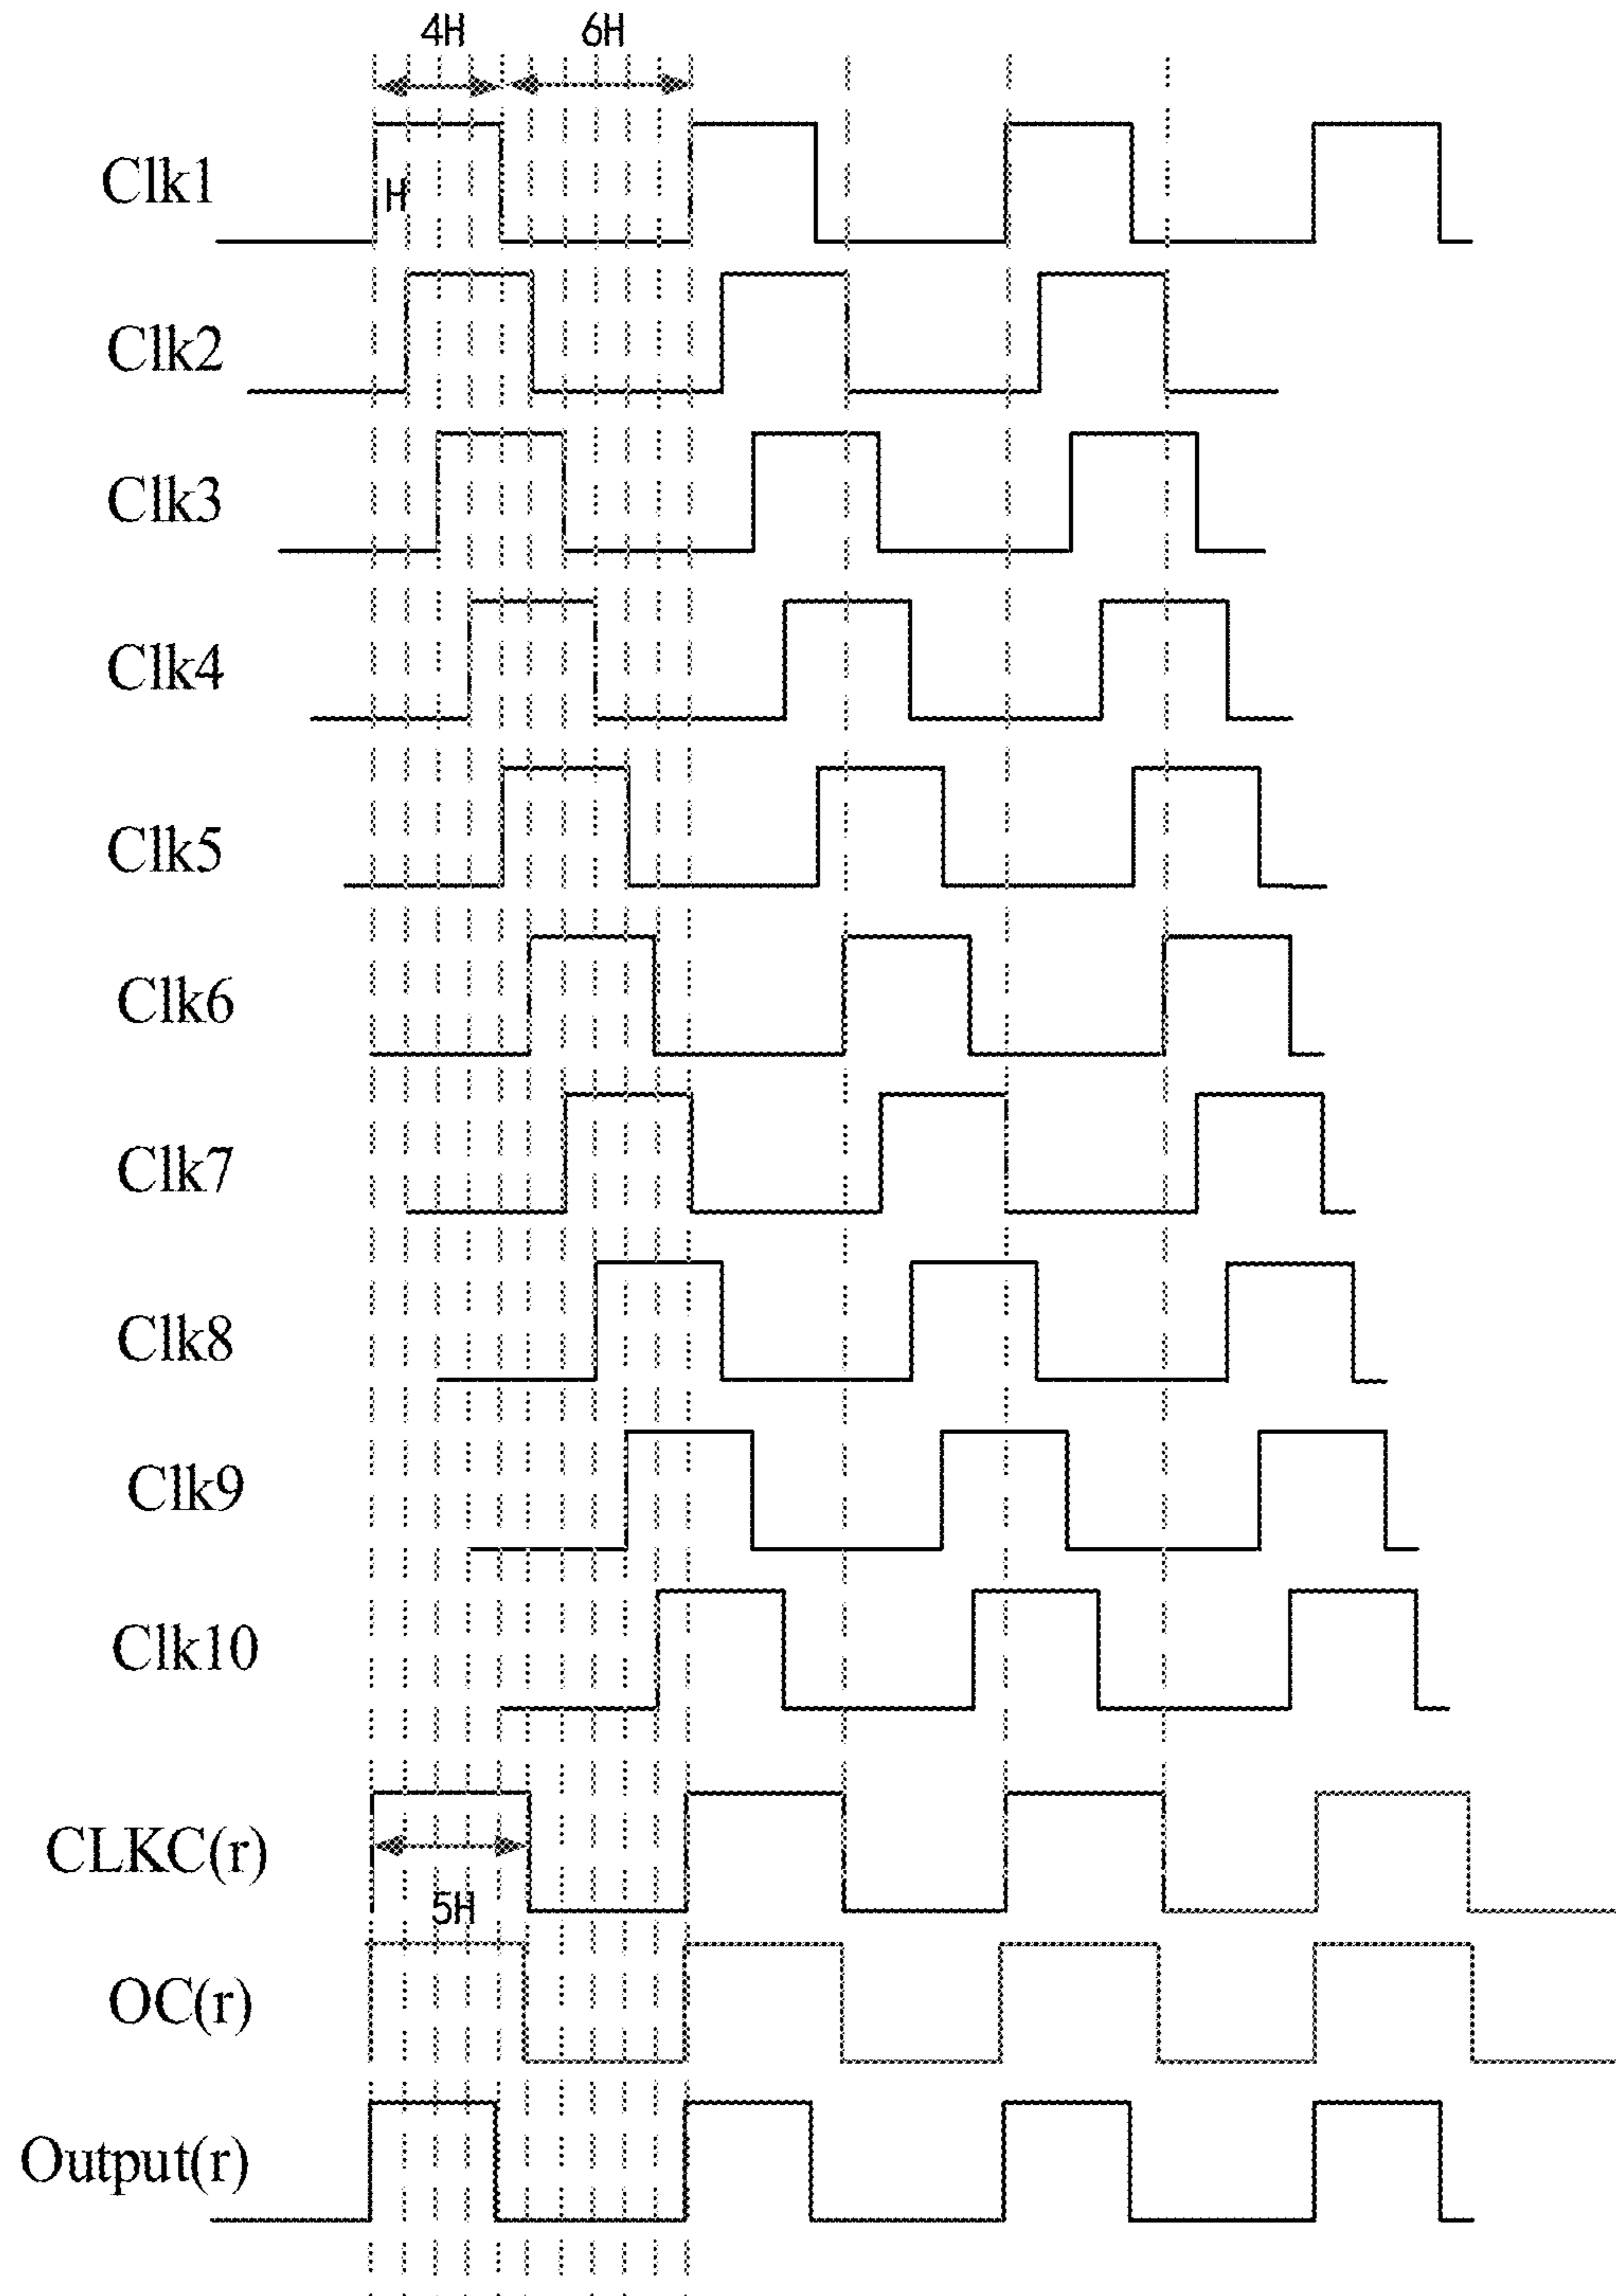 4H 6H
Clk1
H
Clk2
Clk3
Clk4
Clk5
Clk6
Clk7
Clk8
Clk9
Clk10
CLKC(r)
5H
OC(r)
Output(r)